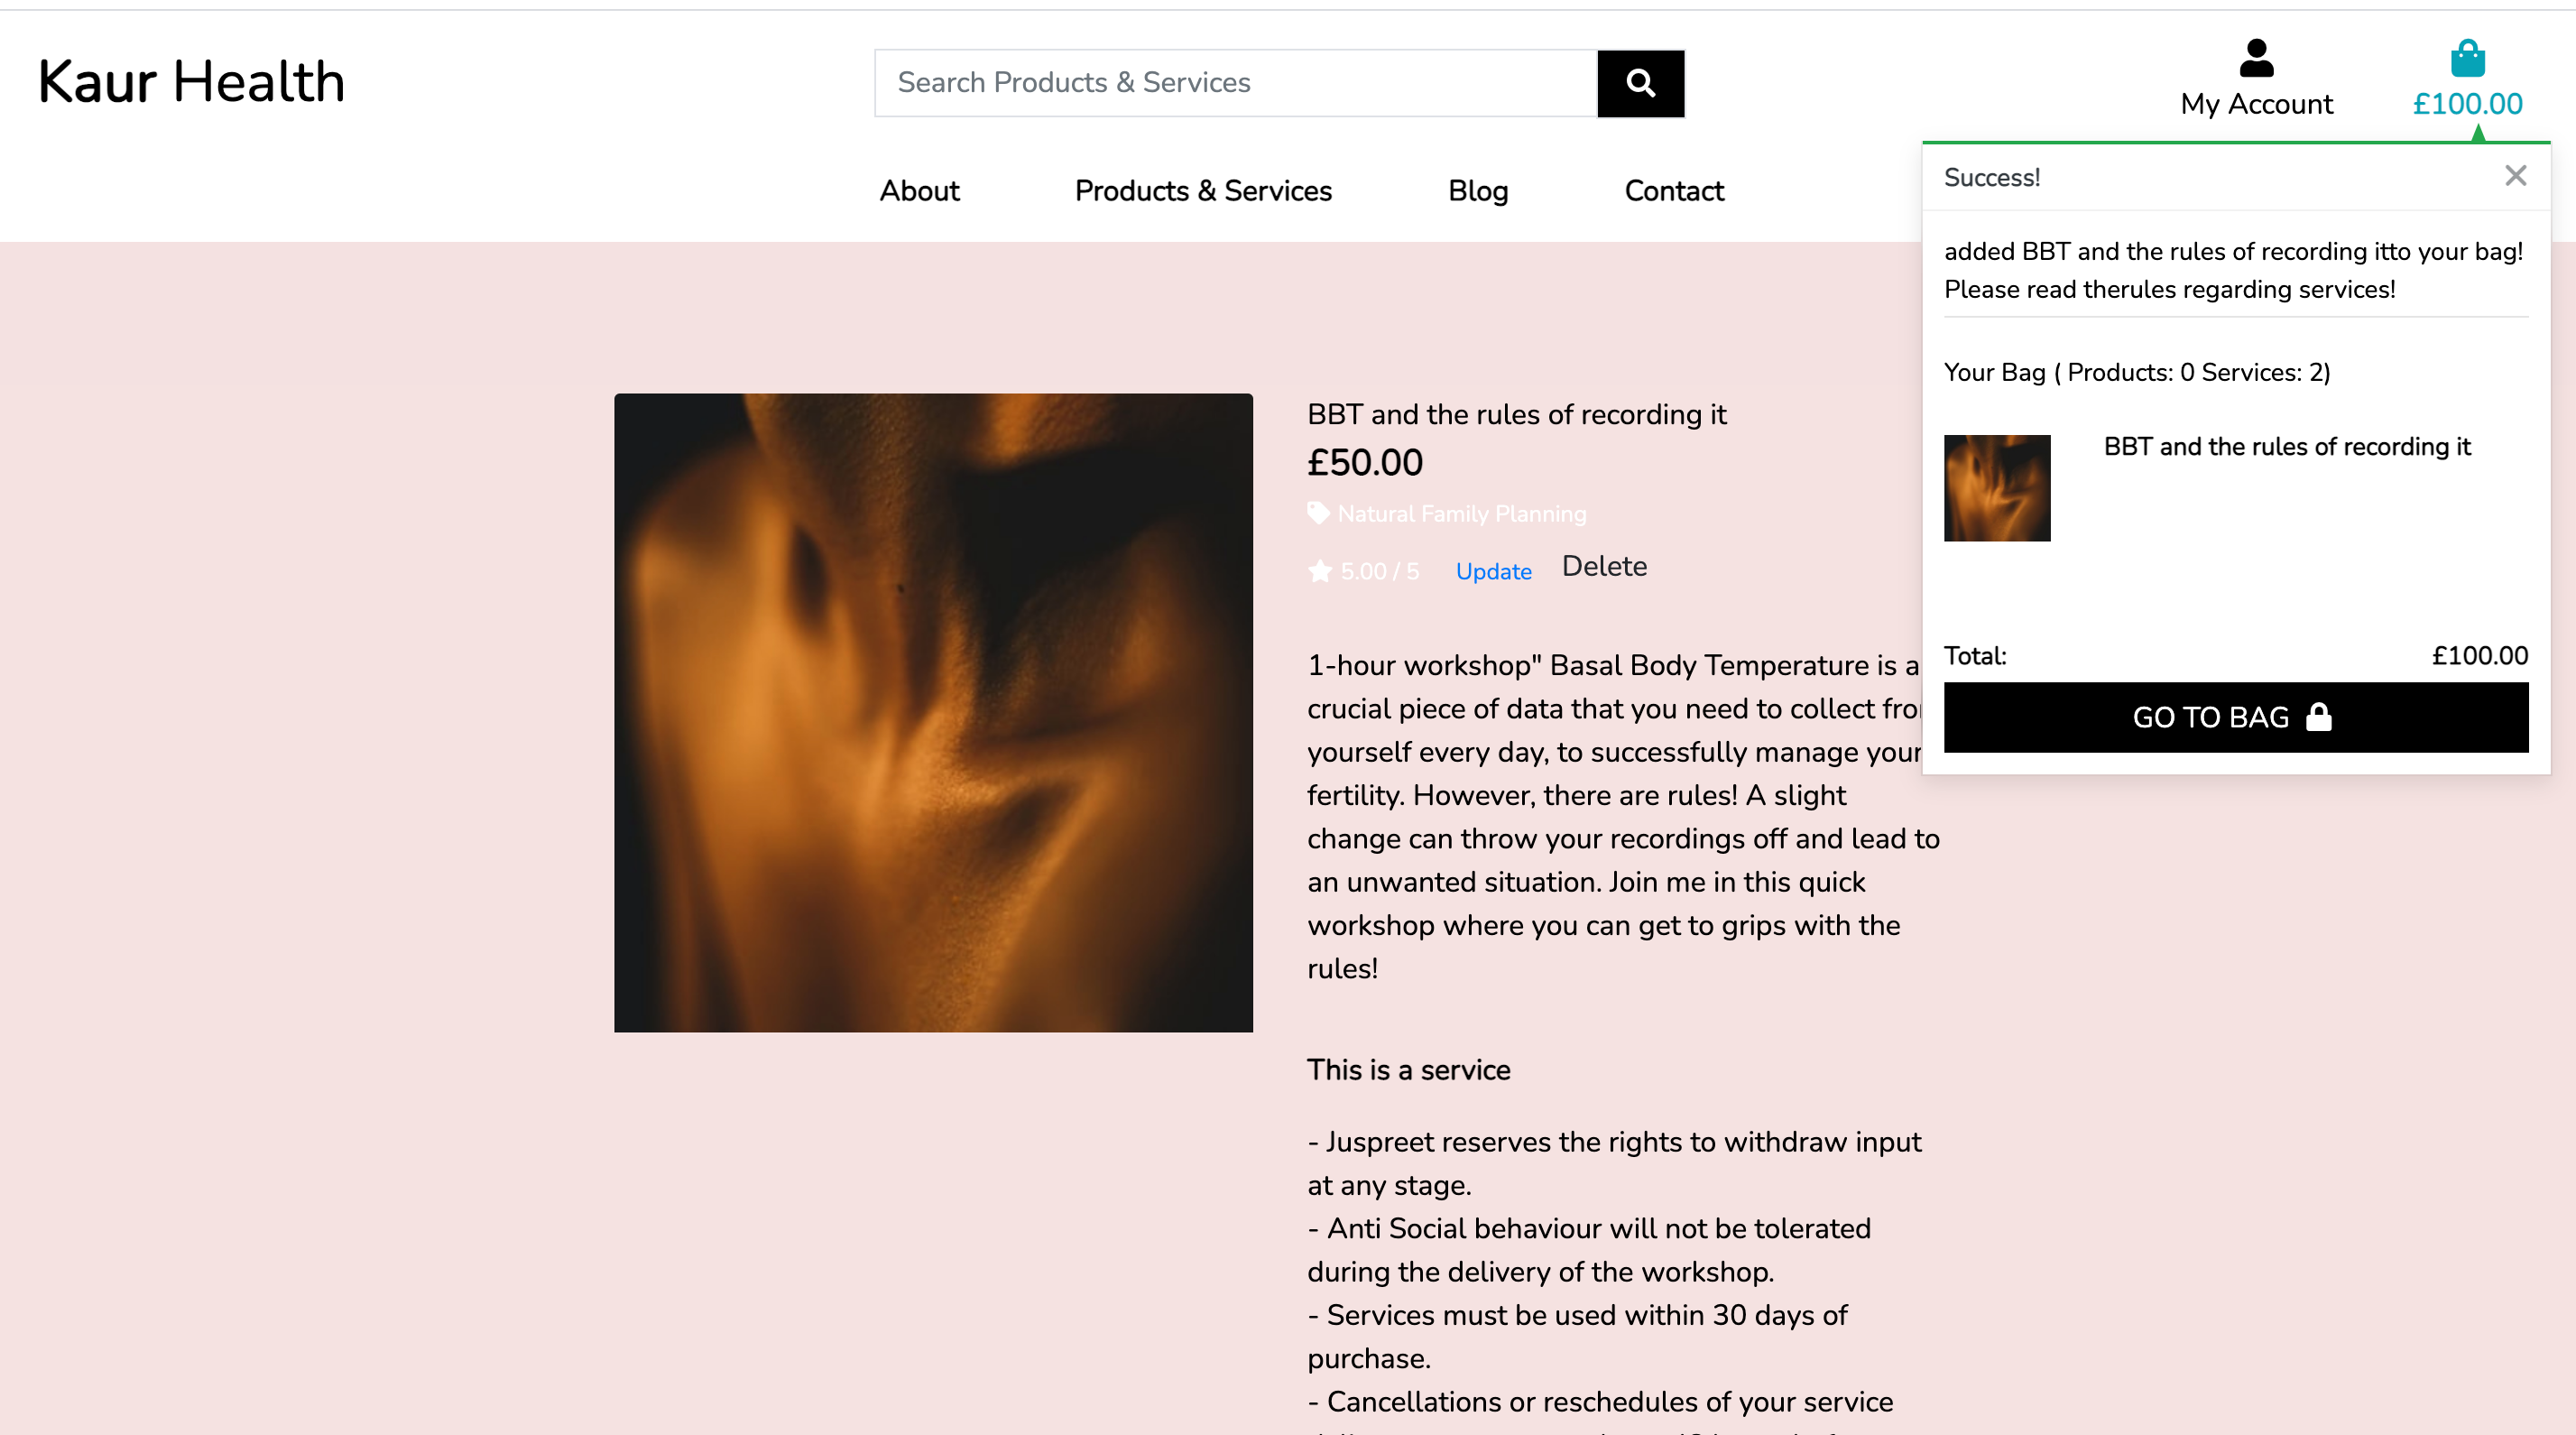 Kaur Health
Search Products & Services
My Account
£100.00
About
Products & Services
Blog
Contact
Success!
added BBT and the rules of recording itto your bag!
Please read therules regarding services!
Your Bag ( Products: 0 Services: 2)
BBT and the rules of recording it
Total:
£100.00
GO TO BAG
BBT and the rules of recording it
£50.00
Natural Family Planning
5.00 / 5
Update
Delete
1-hour workshop" Basal Body Temperature is a
crucial piece of data that you need to collect
yourself every day, to successfully manage your
fertility. However, there are rules! A slight
change can throw your recordings off and lead to
an unwanted situation. Join me in this quick
workshop where you can get to grips with the
rules!
This is a service
- Juspreet reserves the rights to withdraw input
at any stage.
- Anti Social behaviour will not be tolerated
during the delivery of the workshop.
- Services must be used within 30 days of
purchase.
- Cancellations or reschedules of your service